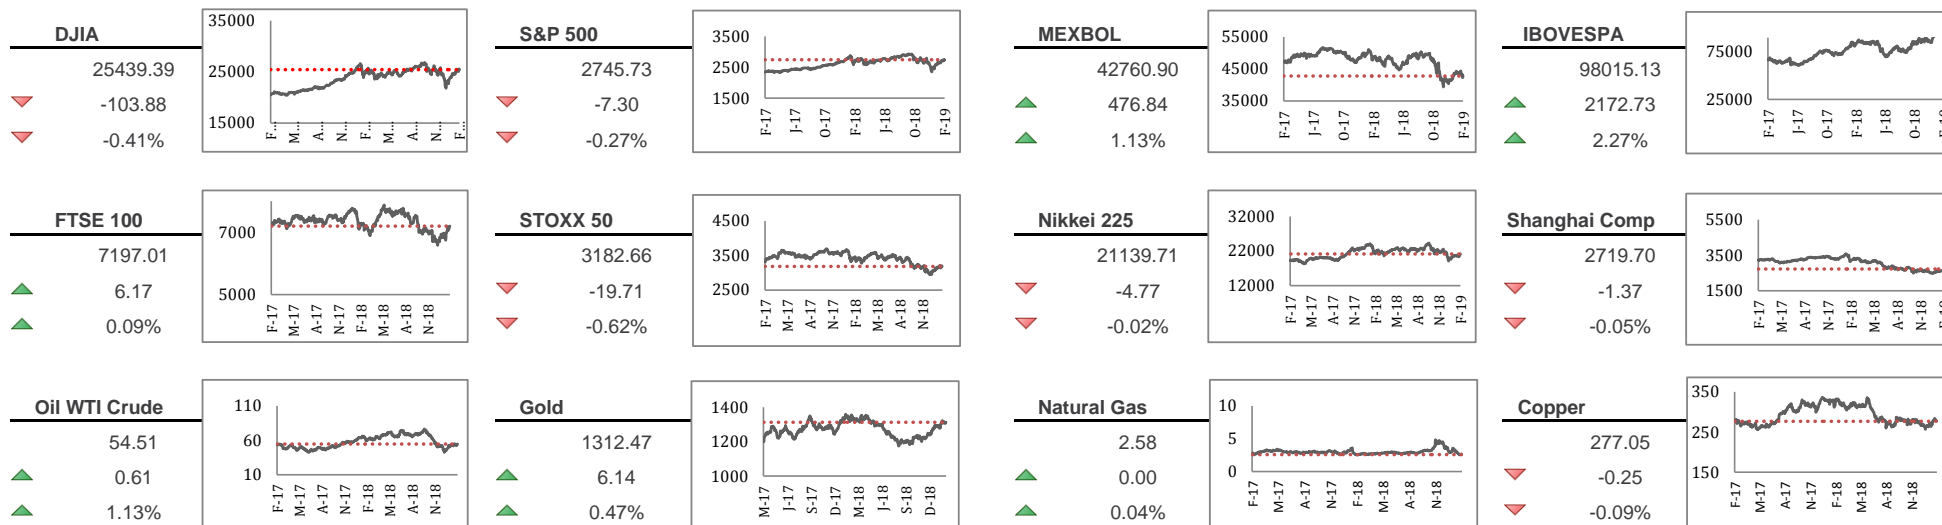 DJIA
25439.39
-103.88
-0.41%
35000
25000
15000
F...
M...
A...
N...
F...
M...
A...
N...
F...
S&P 500
2745.73
-7.30
-0.27%
3500
2500
1500
F-17
J-17
O-17
F-18
J-18
O-18
F-19
MEXBOL
42760.90
476.84
1.13%
55000
45000
35000
F-17
J-17
O-17
F-18
J-18
O-18
F-19
IBOVESPA
98015.13
2172.73
2.27%
75000
25000
F-17
J-17
O-17
F-18
J-18
O-18
FTSE 100
7197.01
6.17
0.09%
7000
5000
F-17
M-17
A-17
N-17
F-18
M-18
A-18
N-18
STOXX 50
3182.66
-19.71
-0.62%
4500
3500
2500
F-17
M-17
A-17
N-17
F-18
M-18
A-18
N-18
Nikkei 225
21139.71
-4.77
-0.02%
32000
22000
12000
F-17
M-17
A-17
N-17
F-18
M-18
A-18
N-18
F-19
Shanghai Comp
2719.70
-1.37
-0.05%
5500
3500
1500
F-17
M-17
A-17
N-17
F-18
M-18
A-18
N-18
Oil WTI Crude
54.51
0.61
1.13%
110
60
10
F-17
M-17
A-17
N-17
F-18
M-18
A-18
N-18
Gold
1312.47
6.14
0.47%
1400
1200
1000
M-17
J-17
S-17
D-17
M-18
J-18
S-18
D-18
Natural Gas
2.58
0.00
0.04%
10
5
0
F-17
M-17
A-17
N-17
F-18
M-18
A-18
N-18
Copper
277.05
-0.25
-0.09%
350
250
150
F-17
M-17
A-17
N-17
F-18
M-18
A-18
N-18